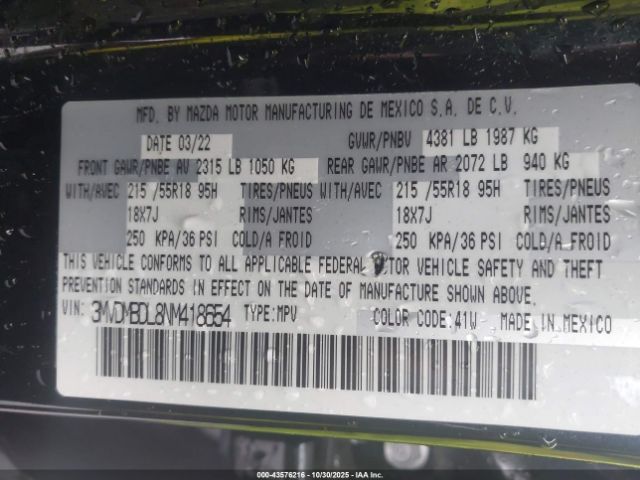 MFD. BY MAZDA MOTOR MANUFACTURING DE MEXICO S.A. DE C.V.
DATE 03/22 GVWR/PNBV 4381 LB 1987 KG
FRONT GAWR/PNBE AV 2315 LB 1050 KG REAR GAWR/PNBE AR 2072 LB 940 KG
WITH/AVEC 215 /55R18 95H TIRES/PNEUS WITH/AVEC 215 /55R18 95H TIRES/PNEUS
18X7J RIMS/JANTES 18X7J RIMS/JANTES
250 KPA/36 PSI COLD/A FROID 250 KPA/36 PSI COLD/A FROID
THIS VEHICLE CONFORMS TO ALL APPLICABLE FEDERAL MOTOR VEHICLE SAFETY AND THEFT
PREVENTION STANDARDS IN EFFECT ON THE DATE OF MANUFACTURE SHOWN ABOVE.
VIN: 3MVDMBDL8NM418654 TYPE:MPV COLOR CODE:41W MADE IN MEXICO
000-43576216 - 10/30/2025 - IAA Inc.